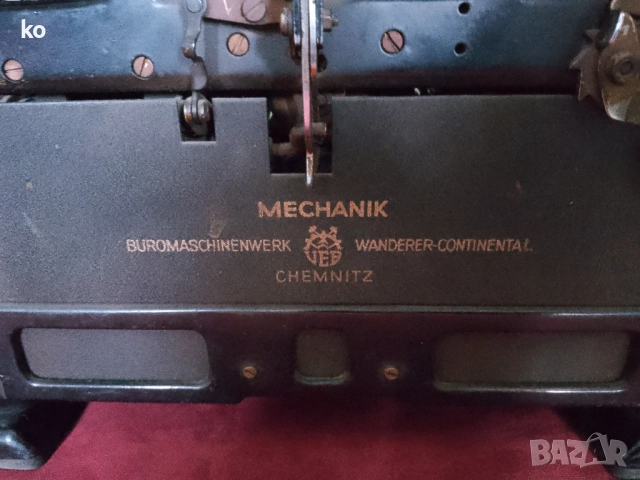 ko
MECHANIK
BÜROMASCHINENWERK VEB WANDERER-CONTINENTAL
CHEMNITZ
BAZAR